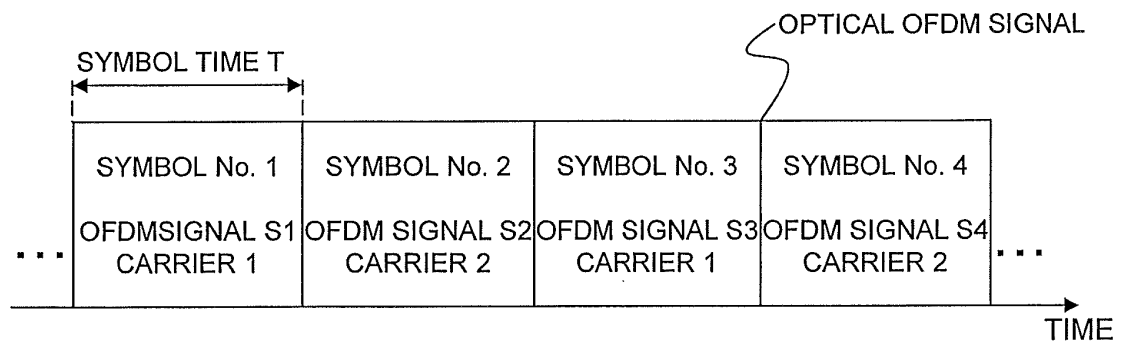 OPTICAL OFDM SIGNAL
SYMBOL TIME T
SYMBOL No. 1
SYMBOL No. 2
SYMBOL No. 3
SYMBOL No. 4
OFDMSIGNAL S1
CARRIER 1
OFDM SIGNAL S2
CARRIER 2
OFDM SIGNAL S3
CARRIER 1
OFDM SIGNAL S4
CARRIER 2
... ...
TIME